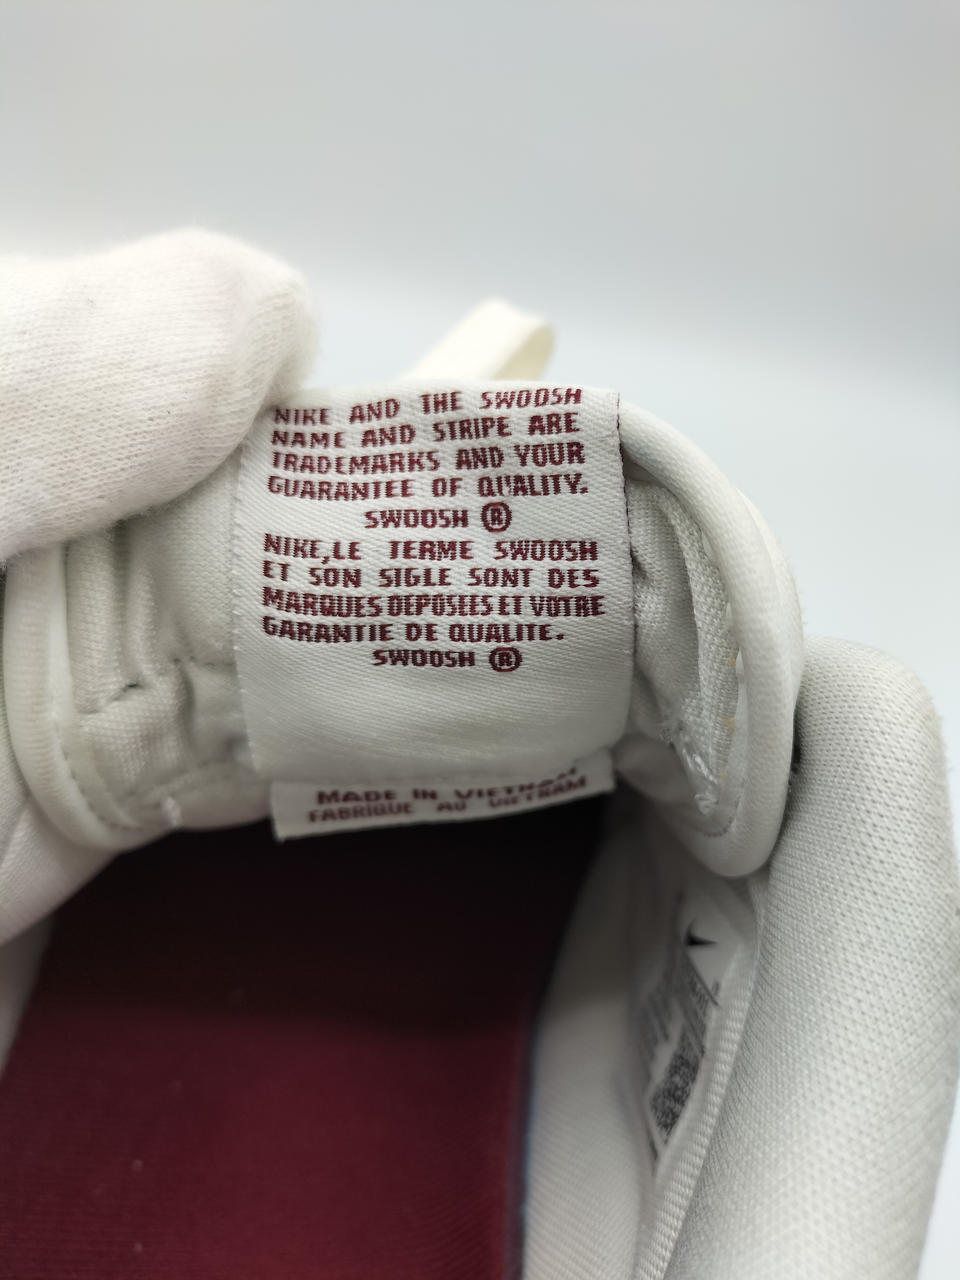 NIKE AND THE SWOOSH
NAME AND STRIPE ARE
TRADEMARKS AND YOUR
GUARANTEE OF QUALITY.
SWOOSH ®
NIKE,LE TERME SWOOSH
ET SON SIGLE SONT DES
MARQUES DEPOSEES ET VOTRE
GARANTIE DE QUALITE.
SWOOSH ®
MADE IN VIETNAM
FABRIQUE AU VIETNAM